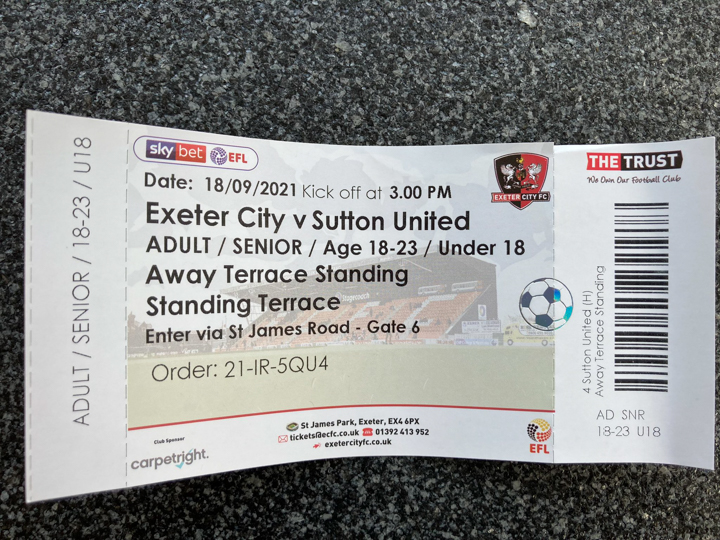 ADULT / SENIOR / 18-23 / U18
sky bet EFL
Date: 18/09/2021 Kick off at 3.00 PM
Exeter City v Sutton United
ADULT / SENIOR / Age 18-23 / Under 18
Away Terrace Standing
Standing Terrace
Enter via St James Road - Gate 6
Order: 21-IR-5QU4
EXETER CITY FC
Club Sponsor
carpetright.
St James Park, Exeter, EX4 6PX
tickets@ecfc.co.uk 01392 413 952
exetercityfc.co.uk
EFL
THE TRUST
We Own Our Football Club
4 Sutton United (H)
Away Terrace Standing
AD SNR
18-23 U18